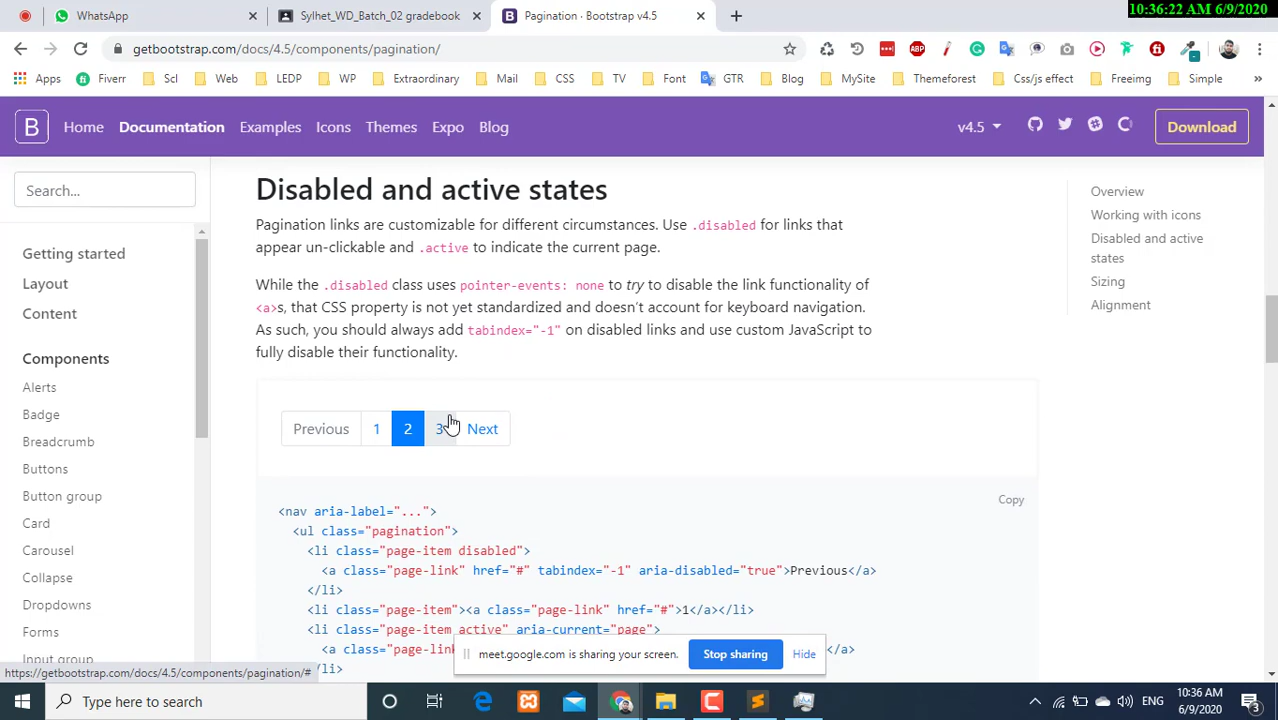 10:36:22 AM 6/9/2020
WhatsApp
Sylhet_WD_Batch_02 gradebook
Pagination · Bootstrap v4.5
getbootstrap.com/docs/4.5/components/pagination/
Apps Fiverr Scl Web LEDP WP Extraordinary Mail CSS TV Font GTR Blog MySite Themeforest Css/js effect Freeimg Simple »
B Home Documentation Examples Icons Themes Expo Blog v4.5 Download
Search...
Getting started
Layout
Content
Components
Alerts
Badge
Breadcrumb
Buttons
Button group
Card
Carousel
Collapse
Dropdowns
Forms
Input group
Disabled and active states
Pagination links are customizable for different circumstances. Use .disabled for links that
appear un-clickable and .active to indicate the current page.
While the .disabled class uses pointer-events: none to try to disable the link functionality of
<a>s, that CSS property is not yet standardized and doesn't account for keyboard navigation.
As such, you should always add tabindex="-1" on disabled links and use custom JavaScript to
fully disable their functionality.
Previous 1 2 3 Next
Copy
<nav aria-label="...">
<ul class="pagination">
<li class="page-item disabled">
<a class="page-link" href="#" tabindex="-1" aria-disabled="true">Previous</a>
</li>
<li class="page-item"><a class="page-link" href="#">1</a></li>
<li class="page-item active" aria-current="page">
<a class="page-link /a>
</li>
Overview
Working with icons
Disabled and active
states
Sizing
Alignment
meet.google.com is sharing your screen. Stop sharing Hide
https://getbootstrap.com/docs/4.5/components/pagination/#
Type here to search
ENG
10:36 AM
6/9/2020
3